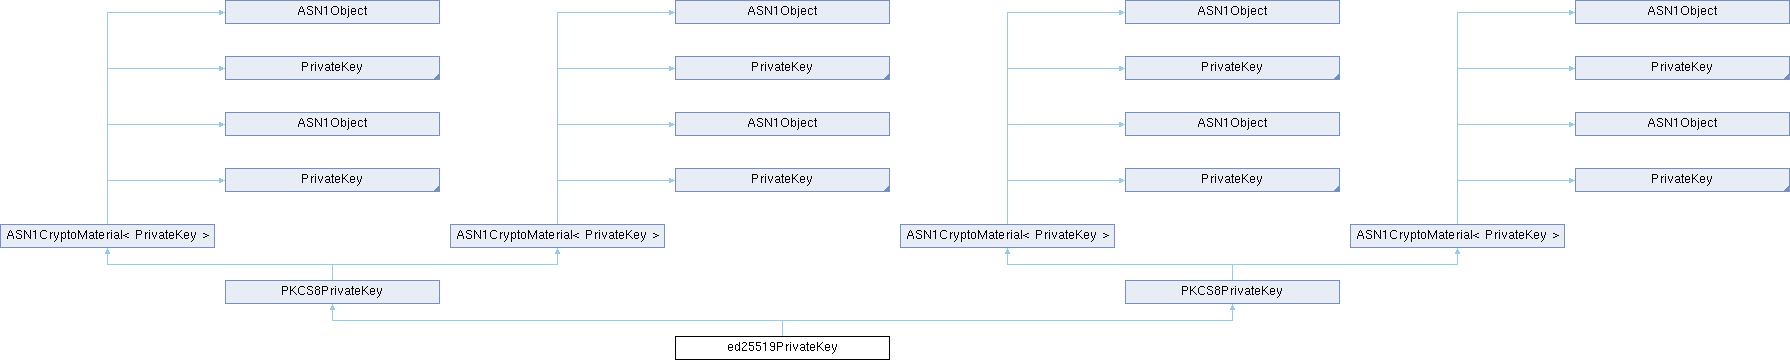 ASN1Object ASN1Object ASN1Object ASN1Object
PrivateKey PrivateKey PrivateKey PrivateKey
ASN1Object ASN1Object ASN1Object ASN1Object
PrivateKey PrivateKey PrivateKey PrivateKey
ASN1CryptoMaterial< PrivateKey > ASN1CryptoMaterial< PrivateKey > ASN1CryptoMaterial< PrivateKey > ASN1CryptoMaterial< PrivateKey >
PKCS8PrivateKey PKCS8PrivateKey
ed25519PrivateKey